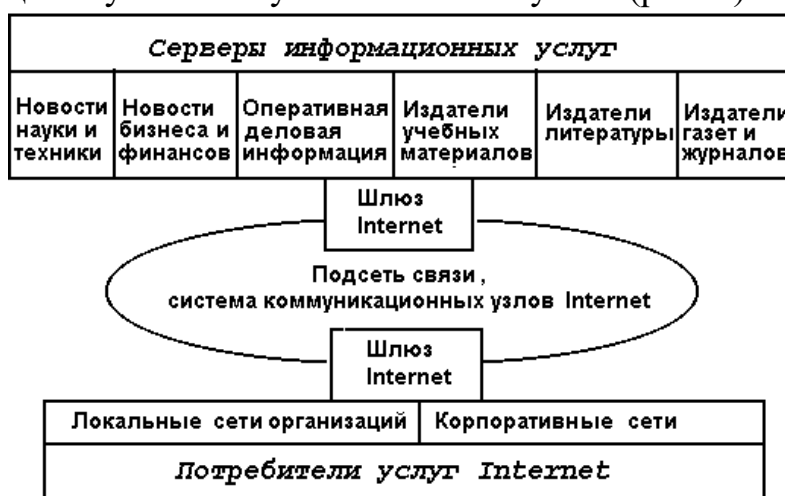 Серверы информационных услуг
Новости науки и техники
Новости бизнеса и финансов
Оперативная деловая информация
Издатели учебных материалов
Издатели литературы
Издатели газет и журналов
Шлюз
Internet
Подсеть связи ,
система коммуникационных узлов Internet
Шлюз
Internet
Локальные сети организаций
Корпоративные сети
Потребители услуг Internet